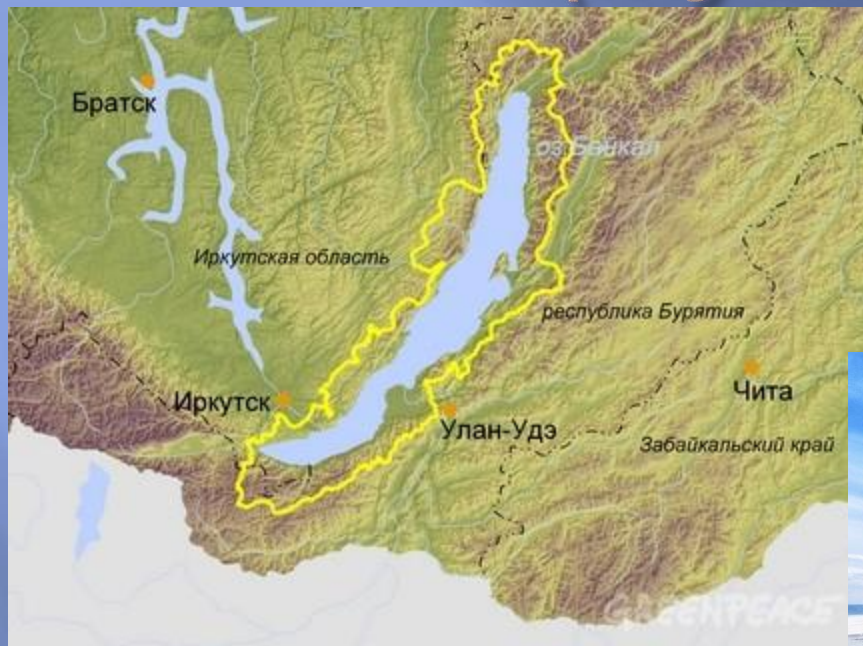 Братск
оз Байкал
Иркутская область
республика Бурятия
Чита
Иркутск
Улан-Удэ
Забайкальский край
GREENPEACE